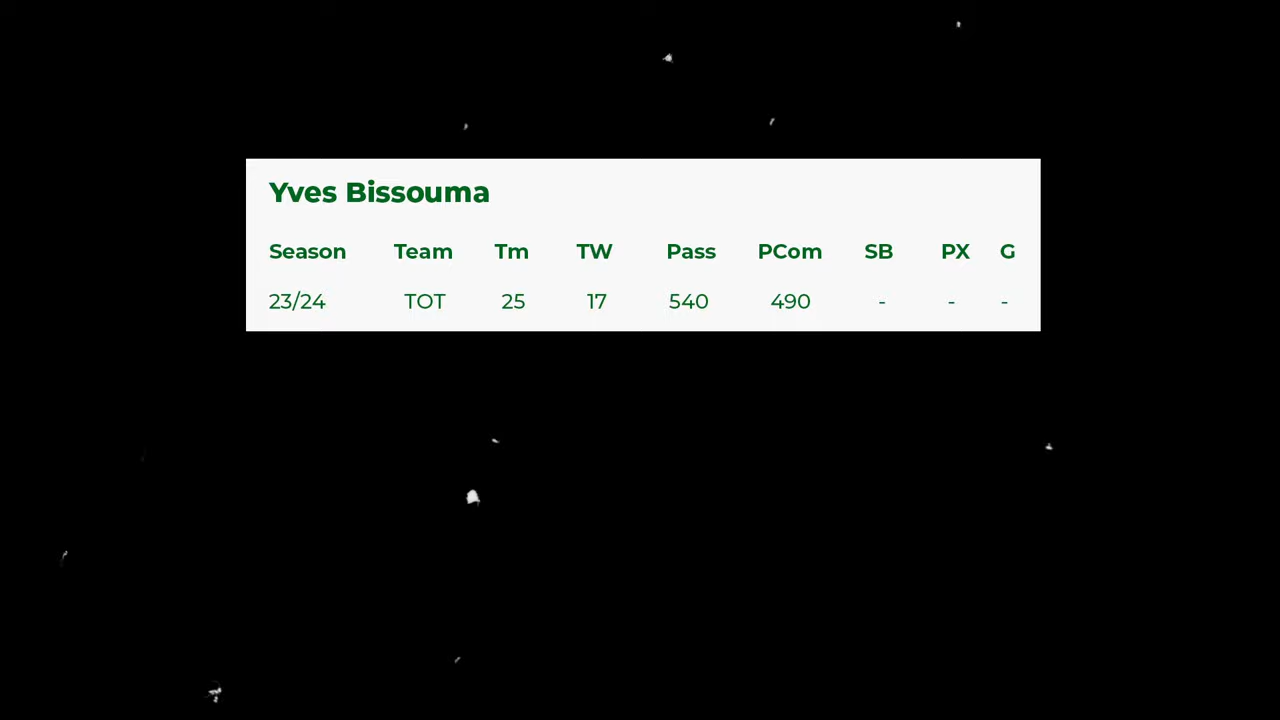 Yves Bissouma
Season Team Tm TW Pass PCom SB PX G
23/24 TOT 25 17 540 490 - - -